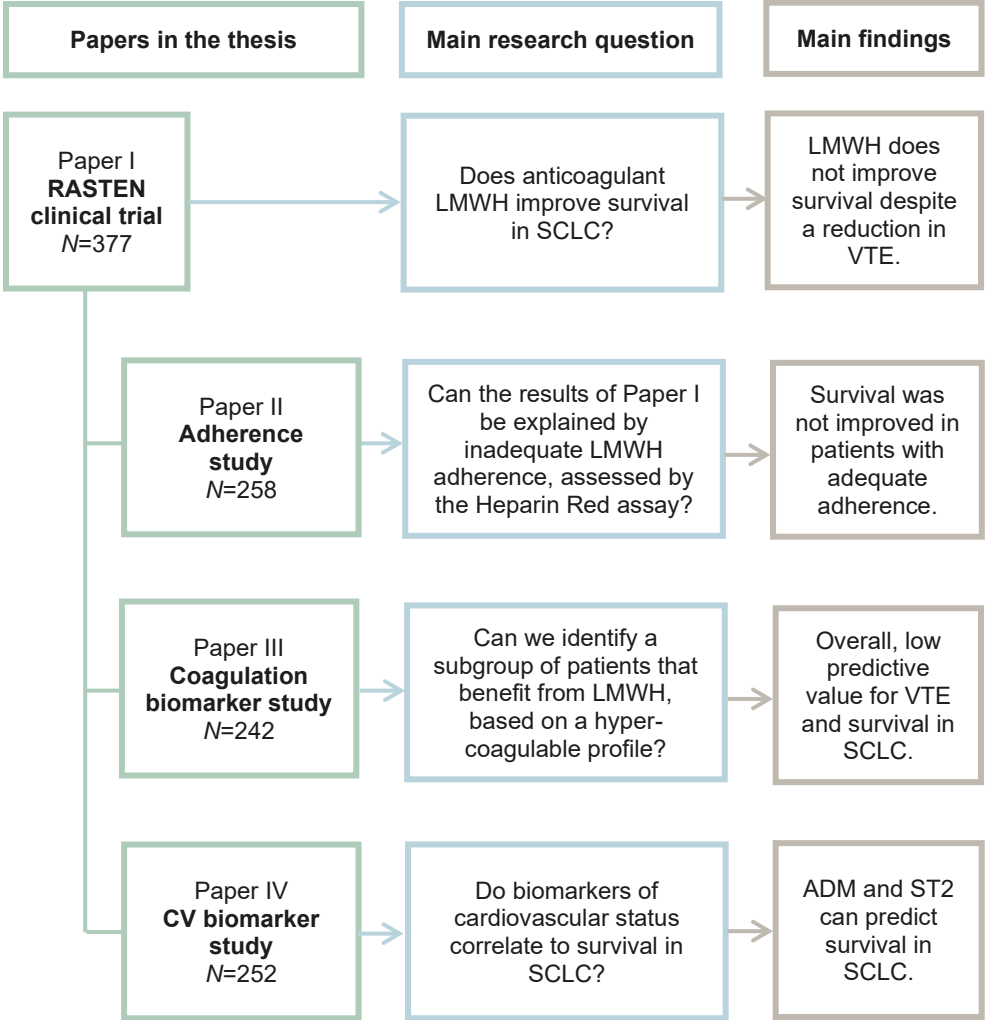 Papers in the thesis
Main research question
Main findings
Paper I
RASTEN
clinical trial
N=377
Does anticoagulant
LMWH improve survival
in SCLC?
LMWH does
not improve
survival despite
a reduction in
VTE.
Paper II
Adherence
study
N=258
Can the results of Paper I
be explained by
inadequate LMWH
adherence, assessed by
the Heparin Red assay?
Survival was
not improved in
patients with
adequate
adherence.
Paper III
Coagulation
biomarker study
N=242
Can we identify a
subgroup of patients that
benefit from LMWH,
based on a hyper-
coagulable profile?
Overall, low
predictive
value for VTE
and survival in
SCLC.
Paper IV
CV biomarker
study
N=252
Do biomarkers of
cardiovascular status
correlate to survival in
SCLC?
ADM and ST2
can predict
survival in
SCLC.